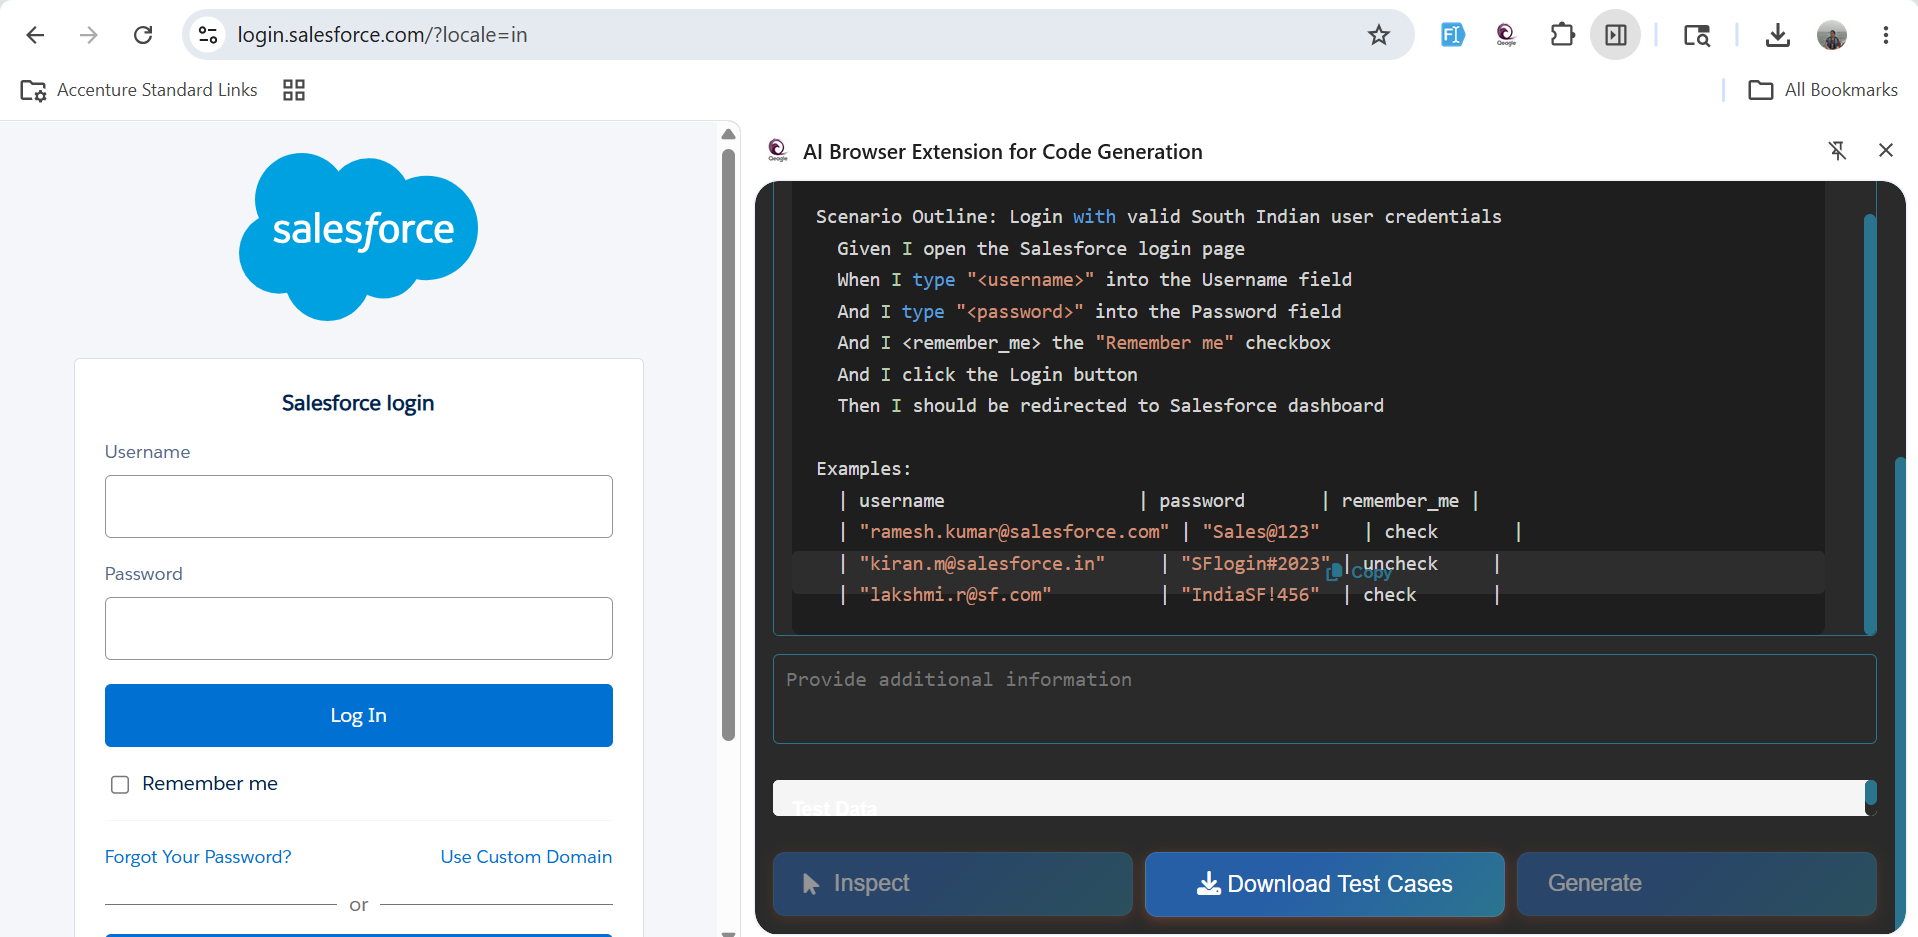 login.salesforce.com/?locale=in
Accenture Standard Links
All Bookmarks
salesforce
Salesforce login
Username
Password
Log In
Remember me
Forgot Your Password?
Use Custom Domain
or
Qeagle
AI Browser Extension for Code Generation
Scenario Outline: Login with valid South Indian user credentials
Given I open the Salesforce login page
When I type "<username>" into the Username field
And I type "<password>" into the Password field
And I <remember_me> the "Remember me" checkbox
And I click the Login button
Then I should be redirected to Salesforce dashboard
Examples:
| username | password | remember_me |
| "ramesh.kumar@salesforce.com" | "Sales@123" | check |
| "kiran.m@salesforce.in" | "SFlogin#2023" | uncheck |
Copy
| "lakshmi.r@sf.com" | "IndiaSF!456" | check |
Provide additional information
Test Data
Inspect
Download Test Cases
Generate